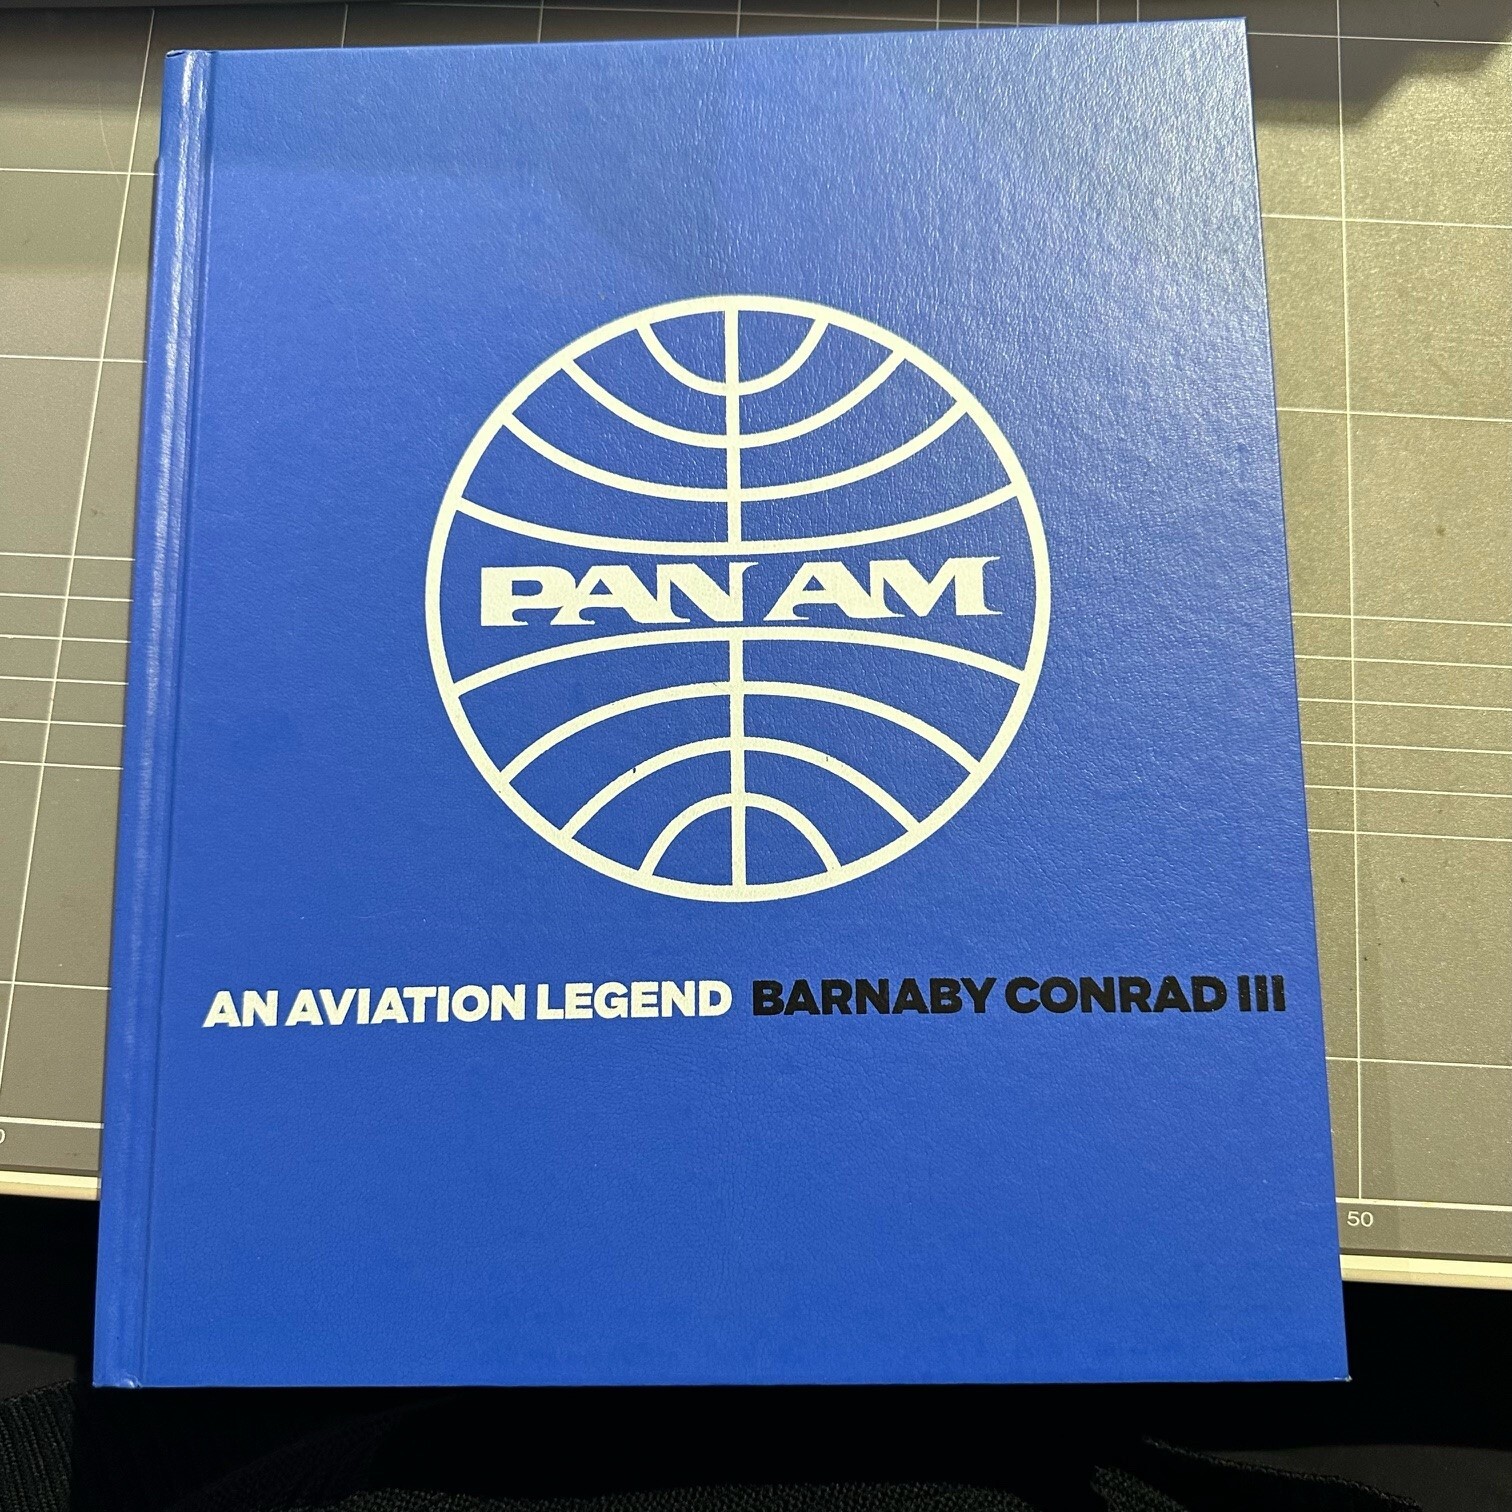 PAN AM
AN AVIATION LEGEND BARNABY CONRAD III
50